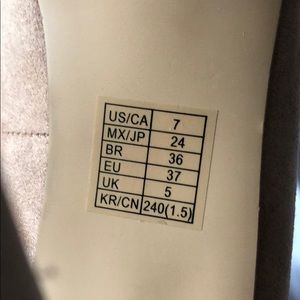 US/CA 7
MX/JP 24
BR 36
EU 37
UK 5
KR/CN 240(1.5)